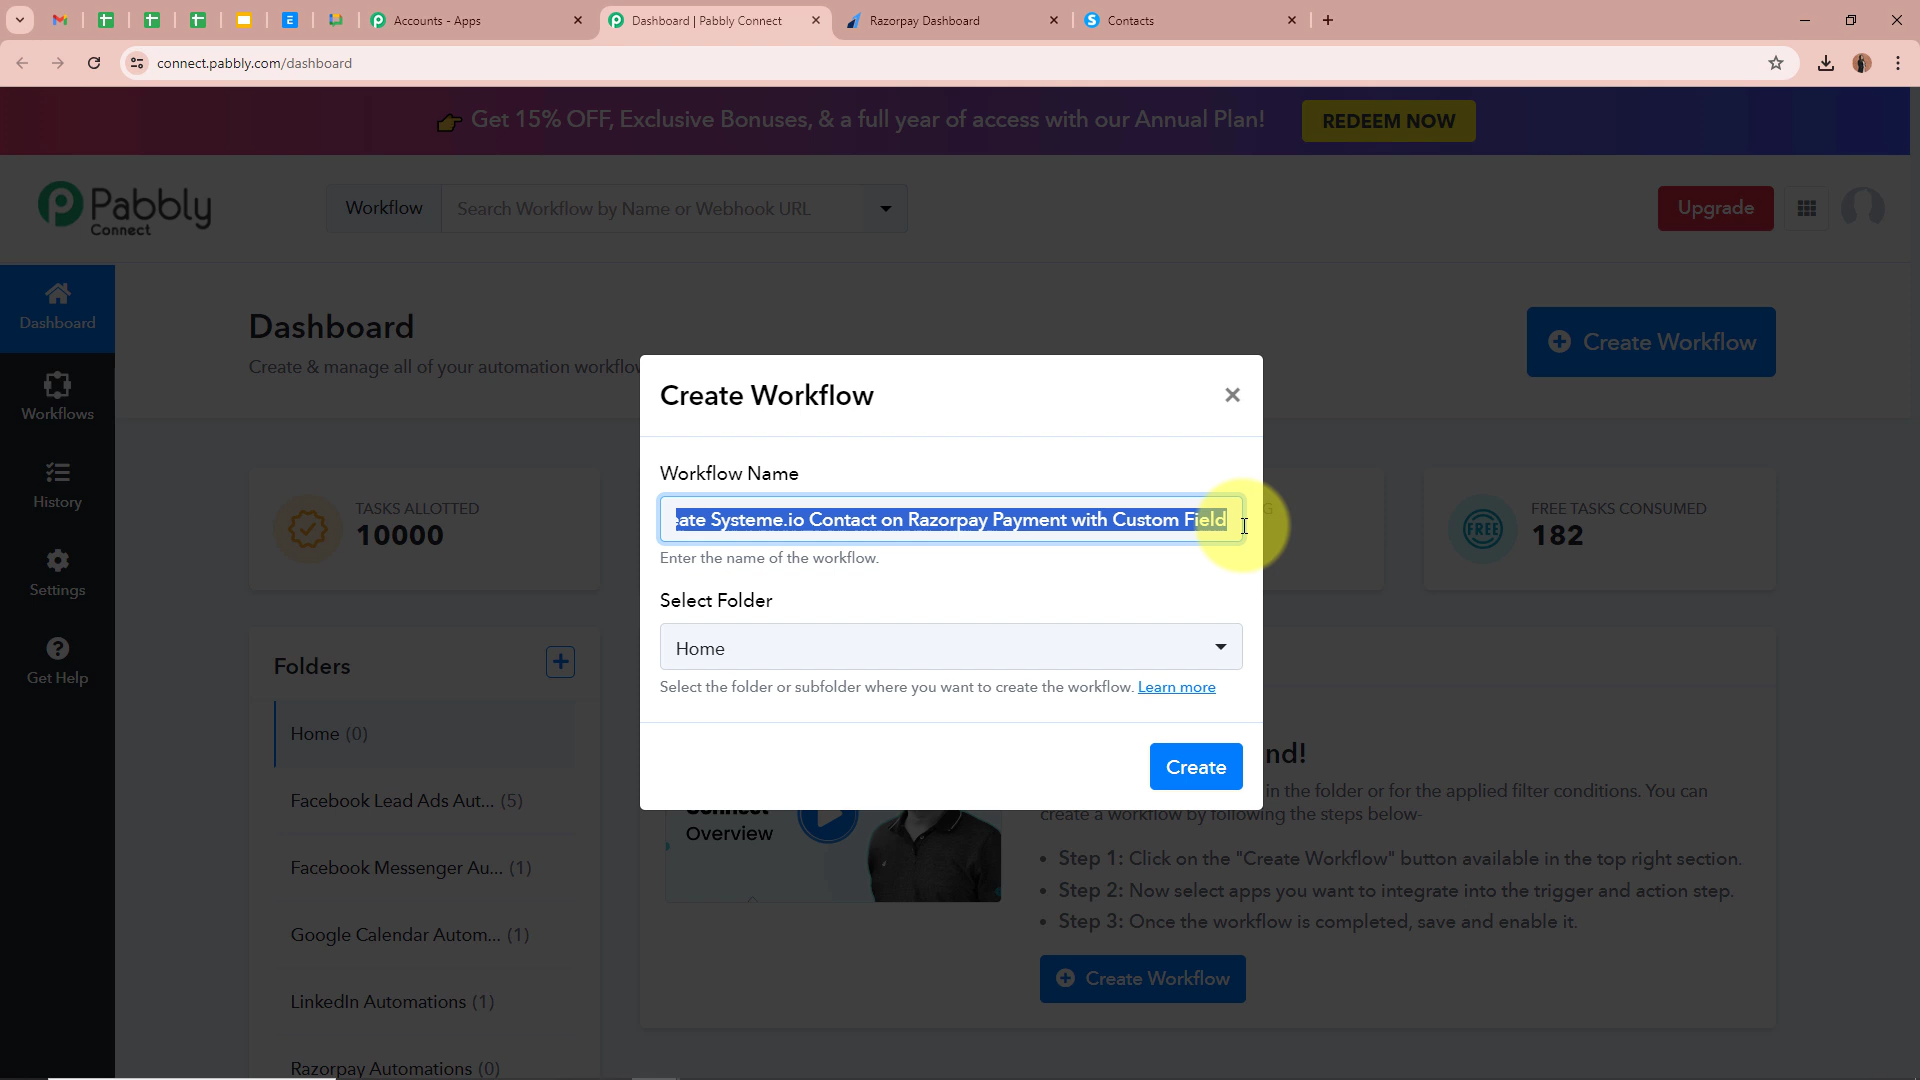 Accounts - Apps
Dashboard | Pabbly Connect
Razorpay Dashboard
Contacts
connect.pabbly.com/dashboard
Get 15% OFF, Exclusive Bonuses, & a full year of access with our Annual Plan!
REDEEM NOW
Pabbly
Connect
Workflow
Search Workflow by Name or Webhook URL
Upgrade
Dashboard
Workflows
History
Settings
Get Help
Dashboard
Create & manage all of your automation workflow
Create Workflow
TASKS ALLOTTED
10000
FREE TASKS CONSUMED
182
FREE
Create Workflow
Workflow Name
eate Systeme.io Contact on Razorpay Payment with Custom Field
Enter the name of the workflow.
Select Folder
Home
Select the folder or subfolder where you want to create the workflow. Learn more
Create
Folders
Home (0)
Facebook Lead Ads Aut... (5)
Facebook Messenger Au... (1)
Google Calendar Autom... (1)
LinkedIn Automations (1)
Razorpay Automations (0)
Overview
nd!
in the folder or for the applied filter conditions. You can
create a workflow by following the steps below-
Step 1: Click on the "Create Workflow" button available in the top right section.
Step 2: Now select apps you want to integrate into the trigger and action step.
Step 3: Once the workflow is completed, save and enable it.
Create Workflow